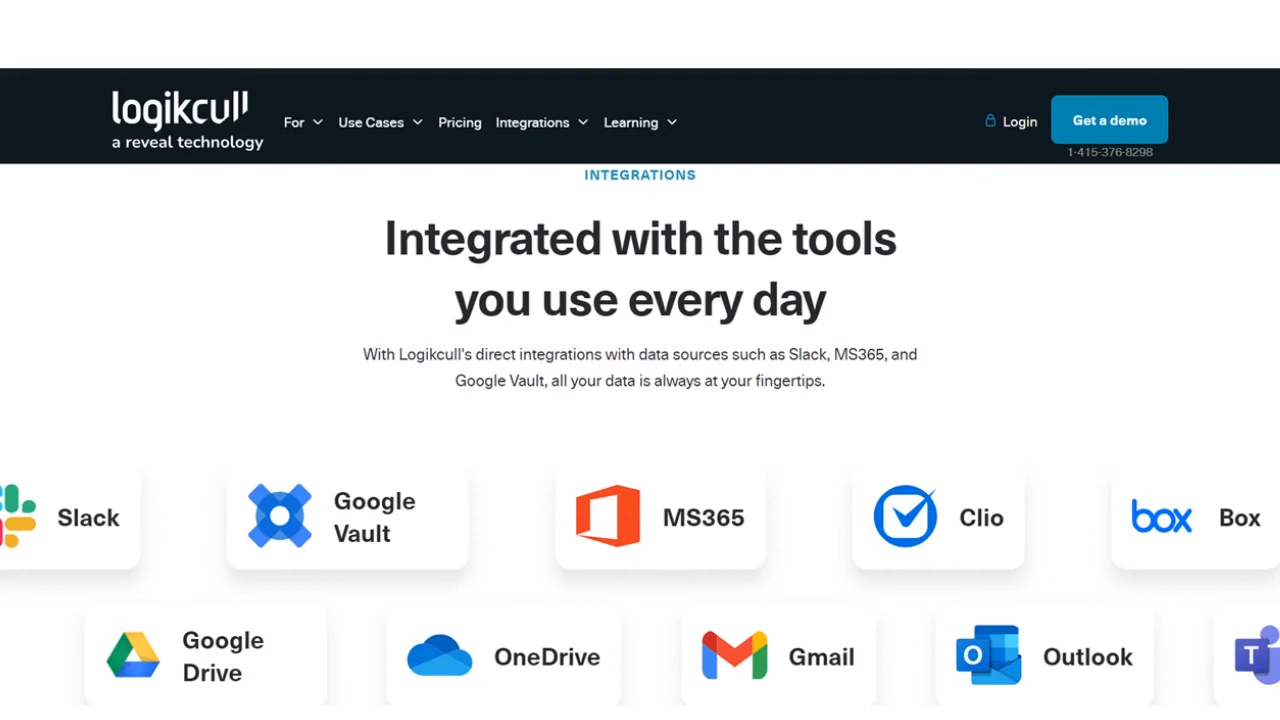 logikcull
a reveal technology
For
Use Cases
Pricing
Integrations
Learning
Login
Get a demo
1-415-376-8298
INTEGRATIONS
Integrated with the tools
you use every day
With Logikcull's direct integrations with data sources such as Slack, MS365, and
Google Vault, all your data is always at your fingertips.
Slack
Google
Vault
MS365
Clio
box
Box
Google
Drive
OneDrive
Gmail
O
Outlook
T